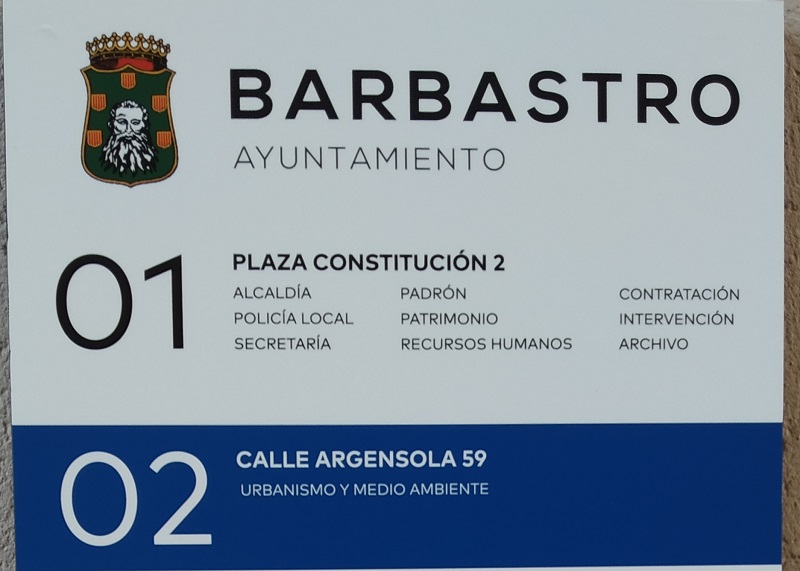 BARBASTRO
AYUNTAMIENTO
01
PLAZA CONSTITUCIÓN 2
ALCALDÍA PADRÓN CONTRATACIÓN
POLICÍA LOCAL PATRIMONIO INTERVENCIÓN
SECRETARÍA RECURSOS HUMANOS ARCHIVO
02
CALLE ARGENSOLA 59
URBANISMO Y MEDIO AMBIENTE